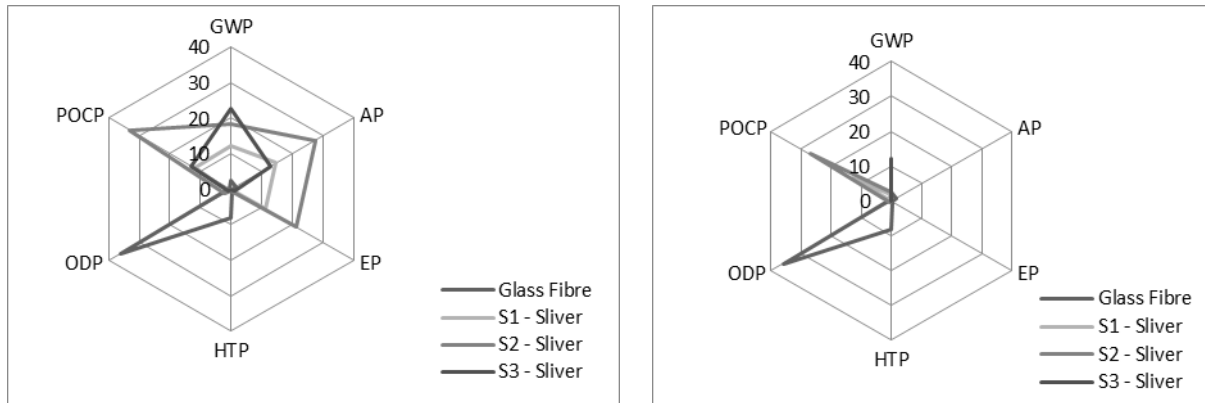 GWP
40
30
20
10
0
POCP
AP
ODP
EP
HTP
Glass Fibre
S1 - Sliver
S2 - Sliver
S3 - Sliver
GWP
40
30
20
10
0
POCP
AP
ODP
EP
HTP
Glass Fibre
S1 - Sliver
S2 - Sliver
S3 - Sliver